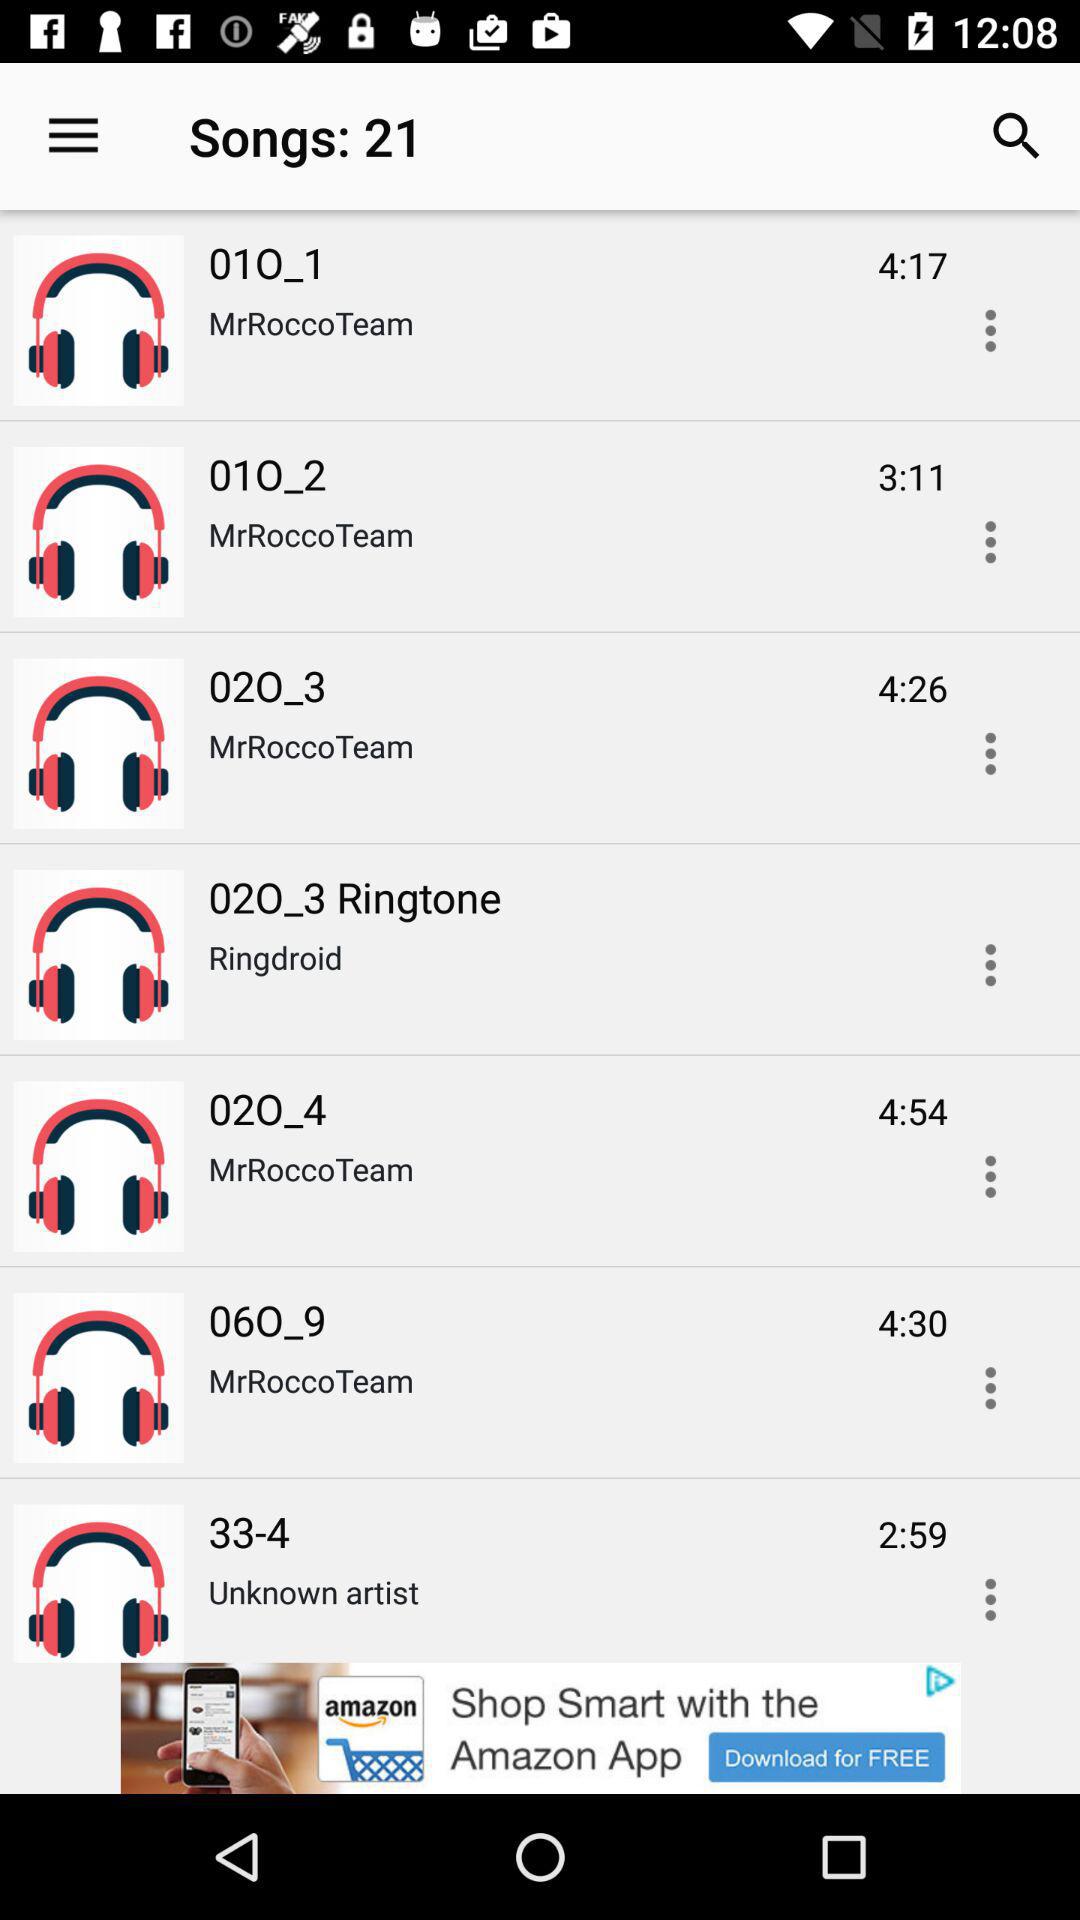 FAKE 12:08
Songs: 21
01O_1 4:17
MrRoccoTeam
01O_2 3:11
MrRoccoTeam
02O_3 4:26
MrRoccoTeam
02O_3 Ringtone
Ringdroid
02O_4 4:54
MrRoccoTeam
06O_9 4:30
MrRoccoTeam
33-4 2:59
Unknown artist
amazon
Shop Smart with the
Amazon App
Download for FREE